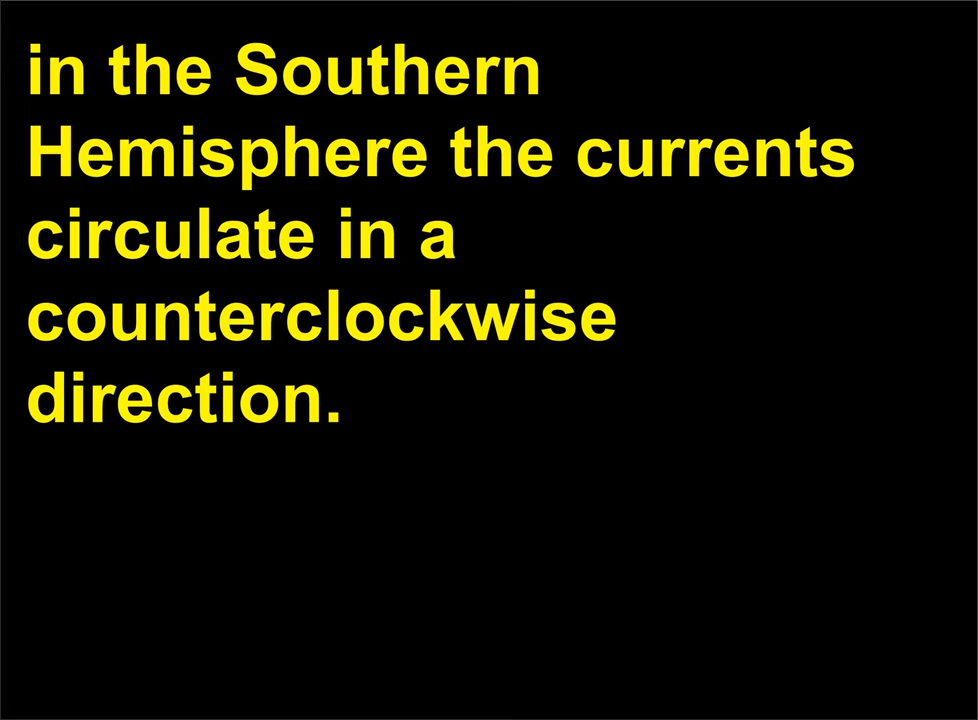 in the Southern
Hemisphere the currents
circulate in a
counterclockwise
direction.